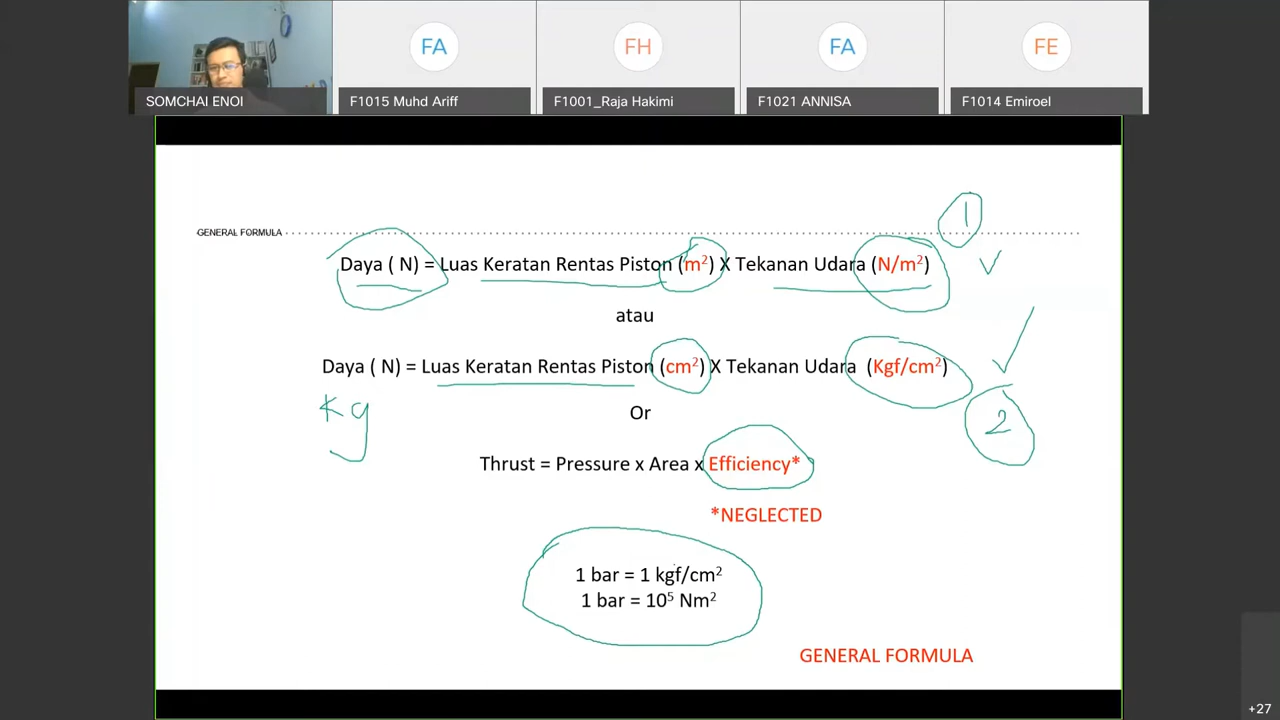 FA
FH
FA
FE
SOMCHAI ENOI
F1015 Muhd Ariff
F1001_Raja Hakimi
F1021 ANNISA
F1014 Emiroel
1
GENERAL FORMULA
Daya ( N) = Luas Keratan Rentas Piston (m²) X Tekanan Udara (N/m²)
atau
Daya ( N) = Luas Keratan Rentas Piston (cm²) X Tekanan Udara (Kgf/cm²)
Kg
Or
2
Thrust = Pressure x Area x Efficiency*
*NEGLECTED
1 bar = 1 kgf/cm²
1 bar = 10⁵ Nm²
GENERAL FORMULA
+27